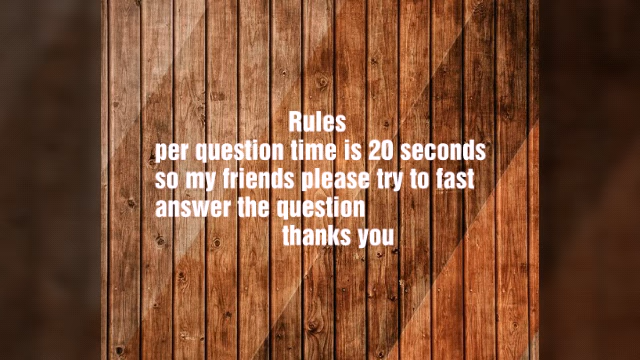 Rules
per question time is 20 seconds
so my friends please try to fast
answer the question
thanks you